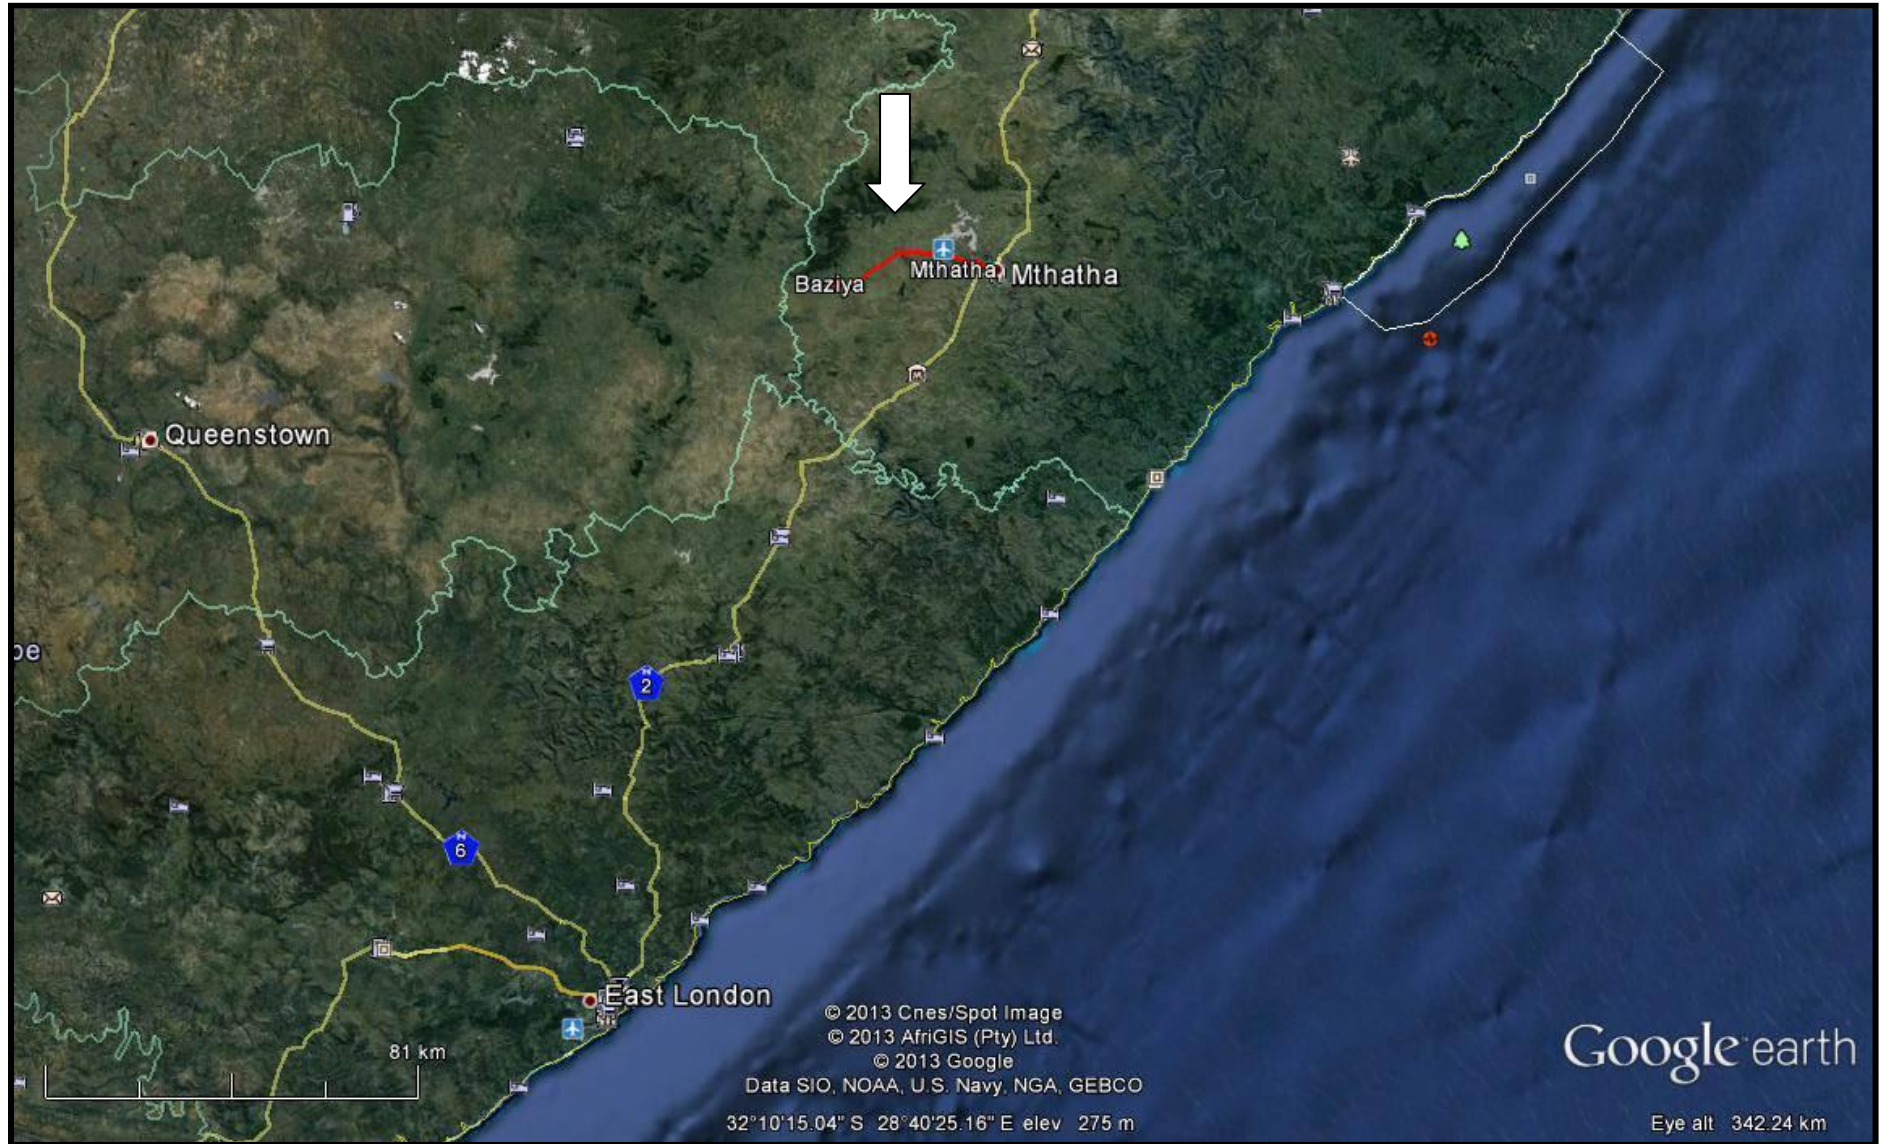 Mthatha
Mthatha
Baziya
Queenstown
pe
2
6
East London
81 km
© 2013 Cnes/Spot Image
© 2013 AfriGIS (Pty) Ltd.
© 2013 Google
Data SIO, NOAA, U.S. Navy, NGA, GEBCO
Google earth
32°10'15.04" S 28°40'25.16" E elev 275 m
Eye alt 342.24 km